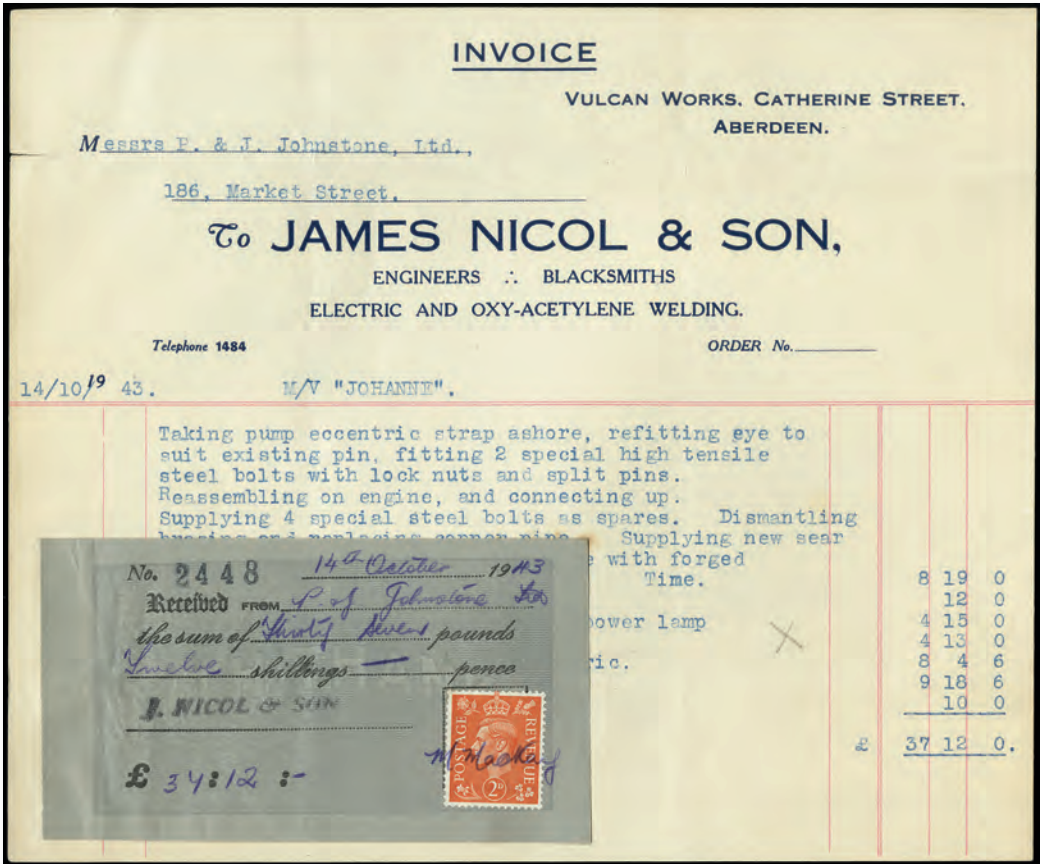 INVOICE
VULCAN WORKS, CATHERINE STREET.
ABERDEEN.
Messrs P. & J. Johnstone, Ltd.,
186, Market Street.
To JAMES NICOL & SON,
ENGINEERS ∴ BLACKSMITHS
ELECTRIC AND OXY-ACETYLENE WELDING.
Telephone 1484 ORDER No.
14/10/19 43. M/V "JOHANNE".
Taking pump eccentric strap ashore, refitting eye to
suit existing pin, fitting 2 special high tensile
steel bolts with lock nuts and split pins.
Reassembling on engine, and connecting up.
Supplying 4 special steel bolts as spares. Dismantling
Supplying new sear
with forged
Time. 8 19 0
12 0
power lamp 4 15 0
4 13 0
ric. 8 4 6
9 18 6
10 0
£ 37 12 0.
No. 2448 14th October 1943
Received FROM P. & J Johnstone Ltd
the sum of Thirty Seven pounds
Twelve shillings — pence
J. NICOL & SON
£ 37:12:-
M Mackay
POSTAGE REVENUE
2D